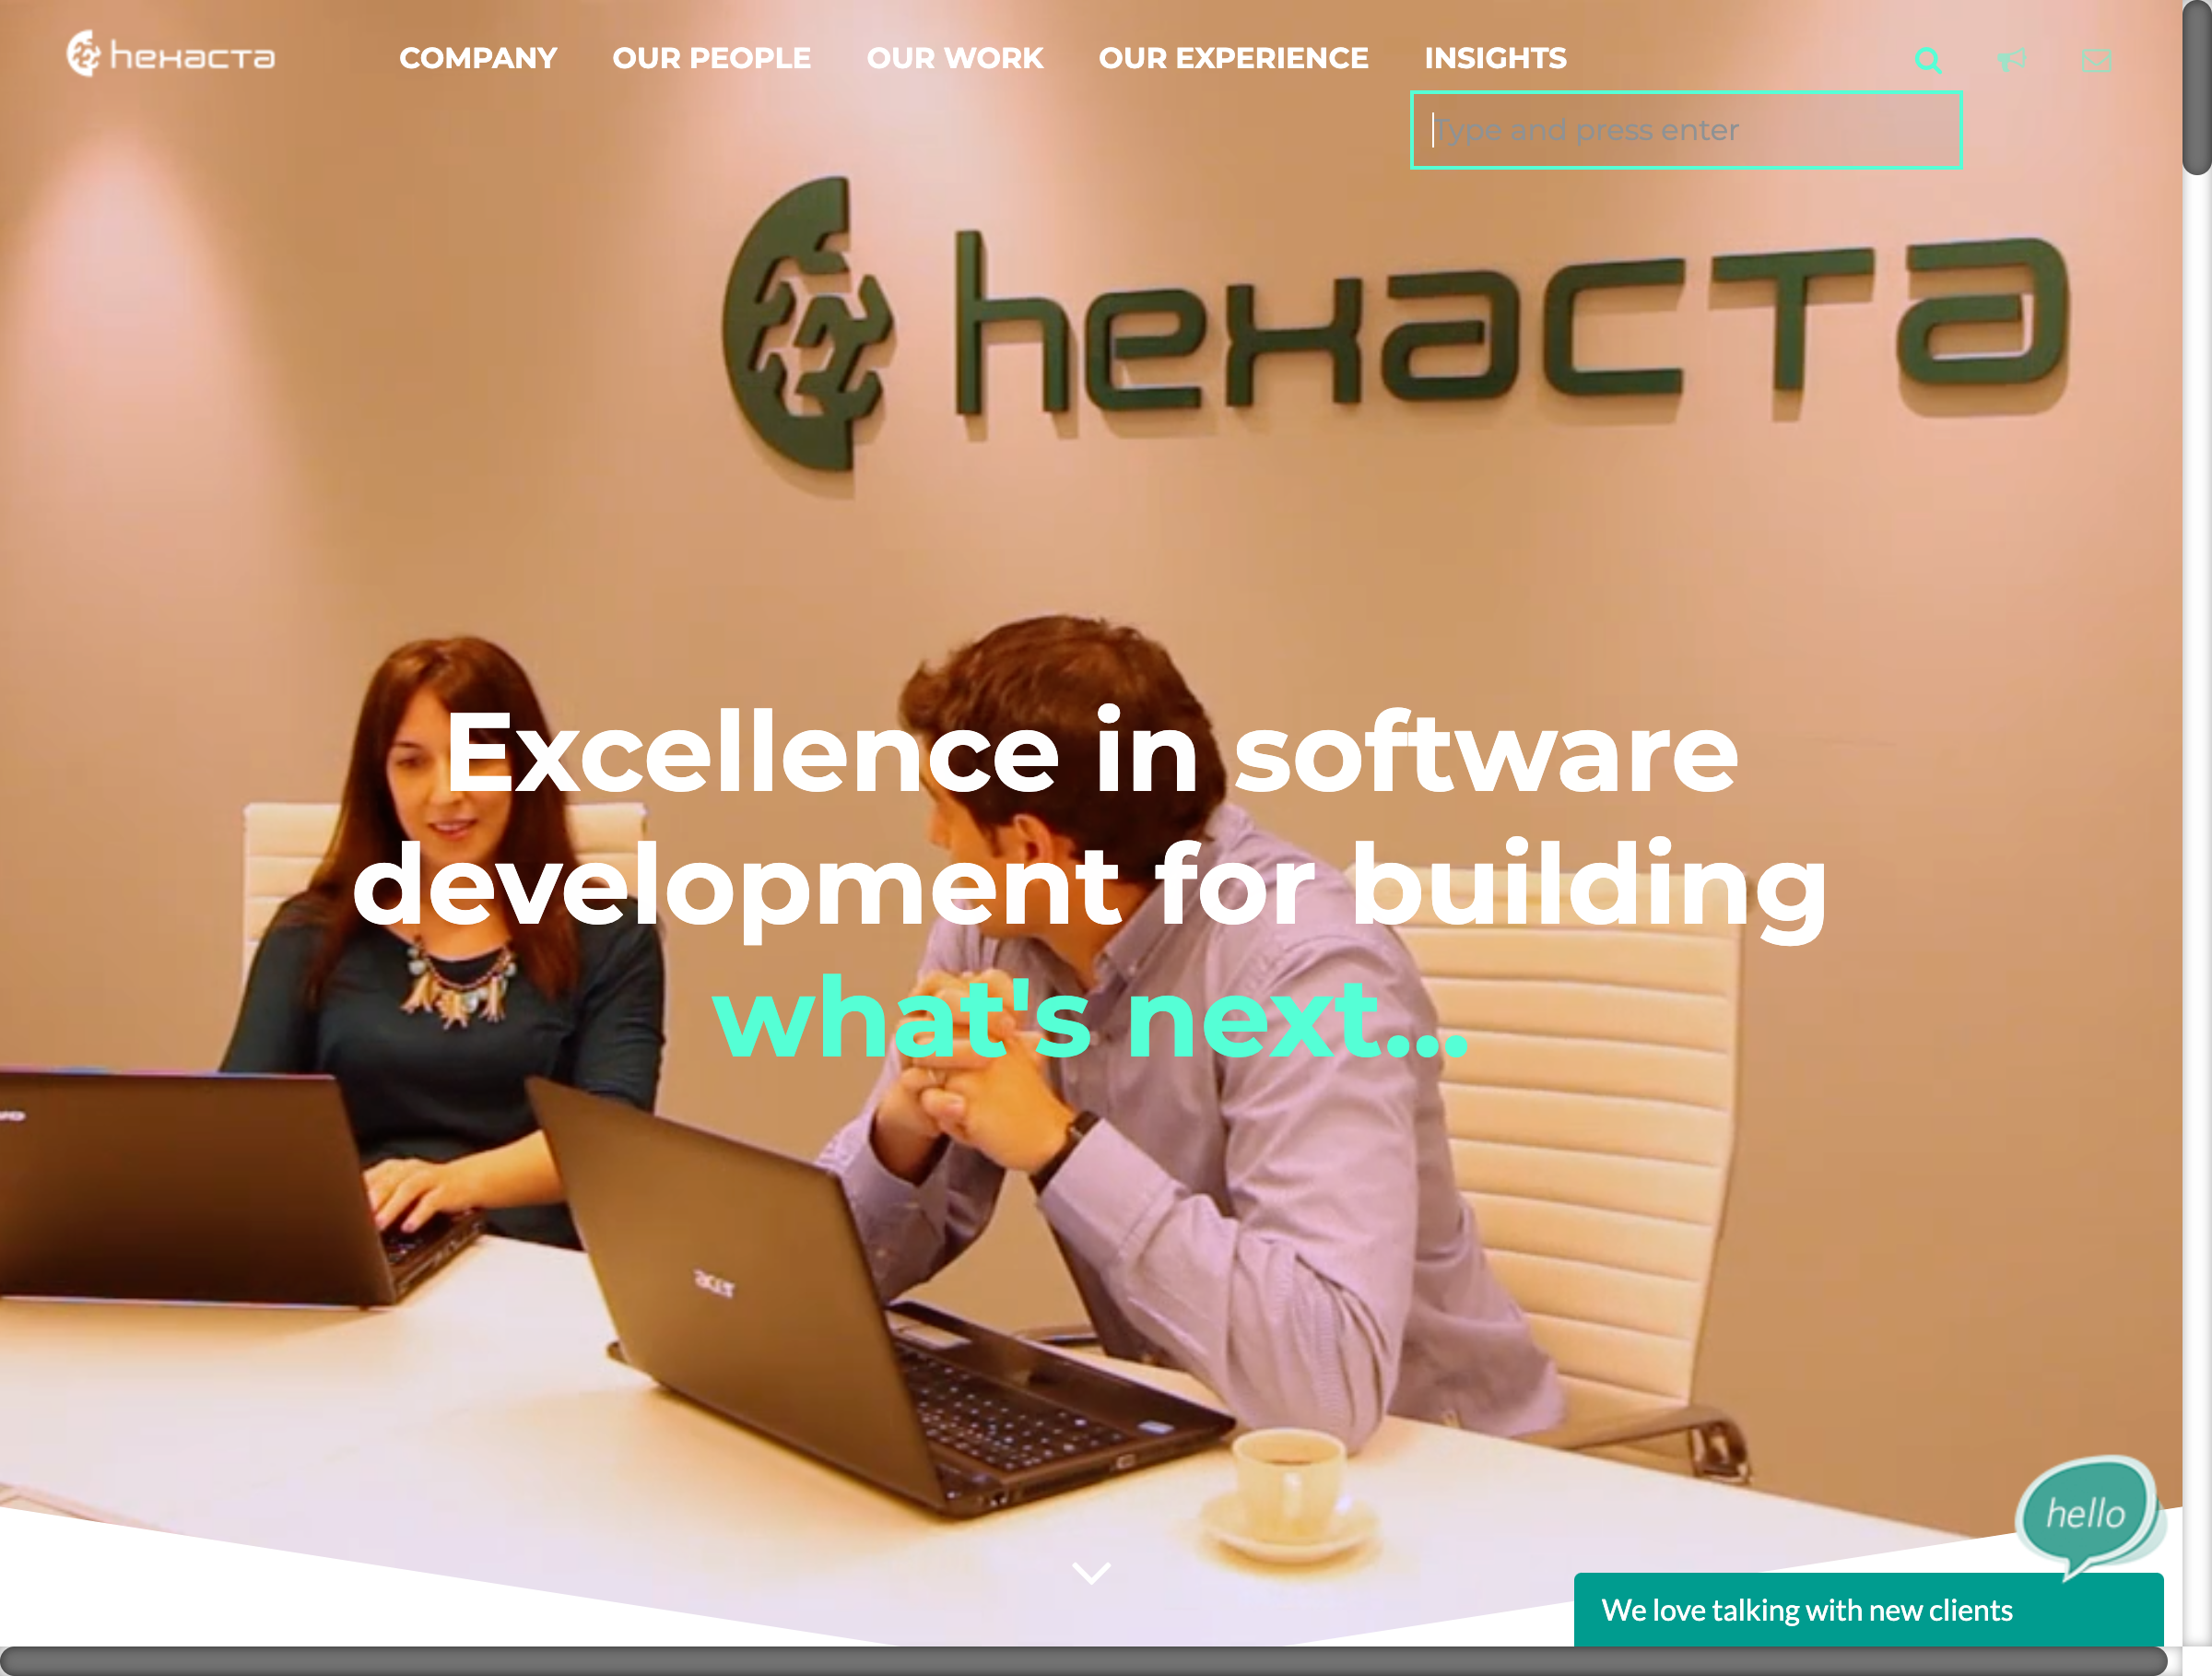 hexacta
COMPANY
OUR PEOPLE
OUR WORK
OUR EXPERIENCE
INSIGHTS
Type and press enter
hexacta
Excellence in software
development for building
what's next...
acer
hello
We love talking with new clients